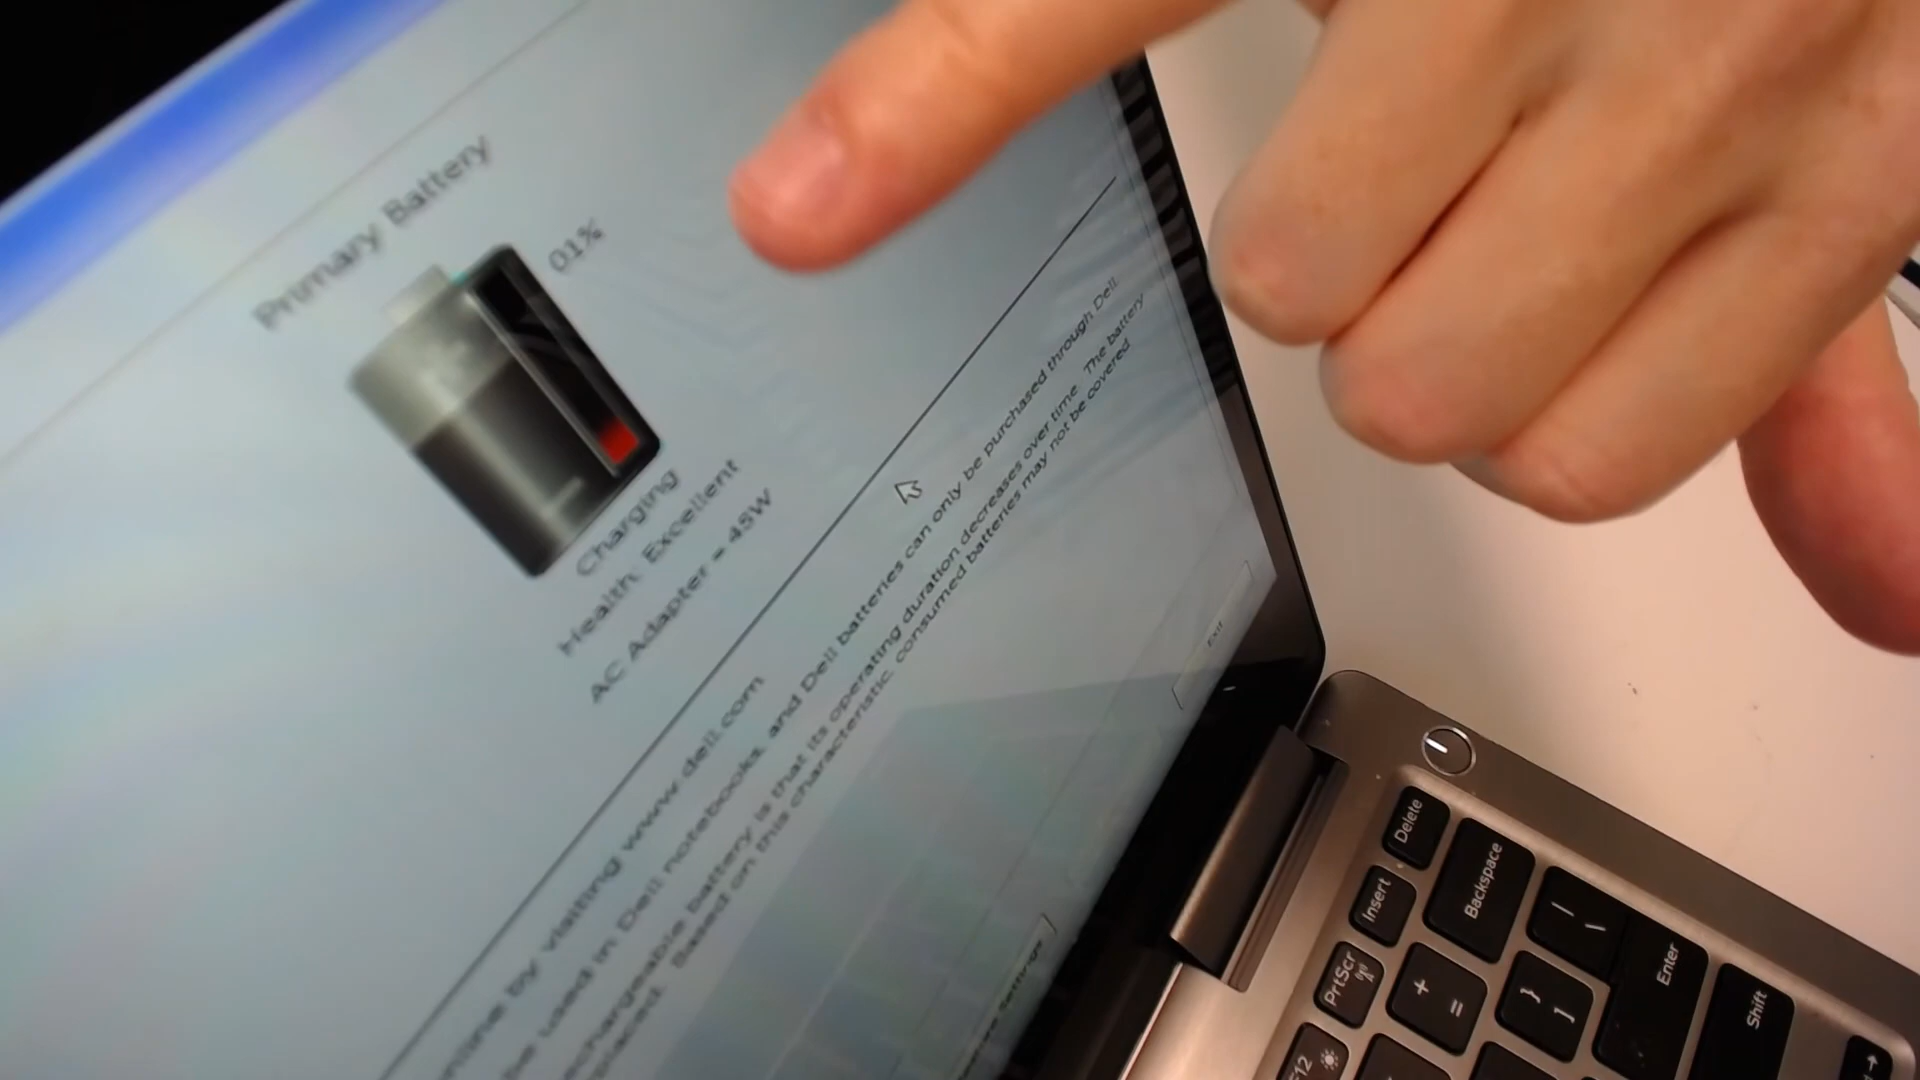 Primary Battery
01%
Charging
Health: Excellent
AC Adapter = 45W
by visiting www.dell.com
used in Dell notebooks, and Dell batteries can only be purchased through Dell
battery is that its operating duration decreases over time. The battery
Based on this characteristic, consumed batteries may not be covered
Exit
Settings
Delete
Insert
Backspace
PrtScr
| \
+ =
} ]
Enter
Shift
F12